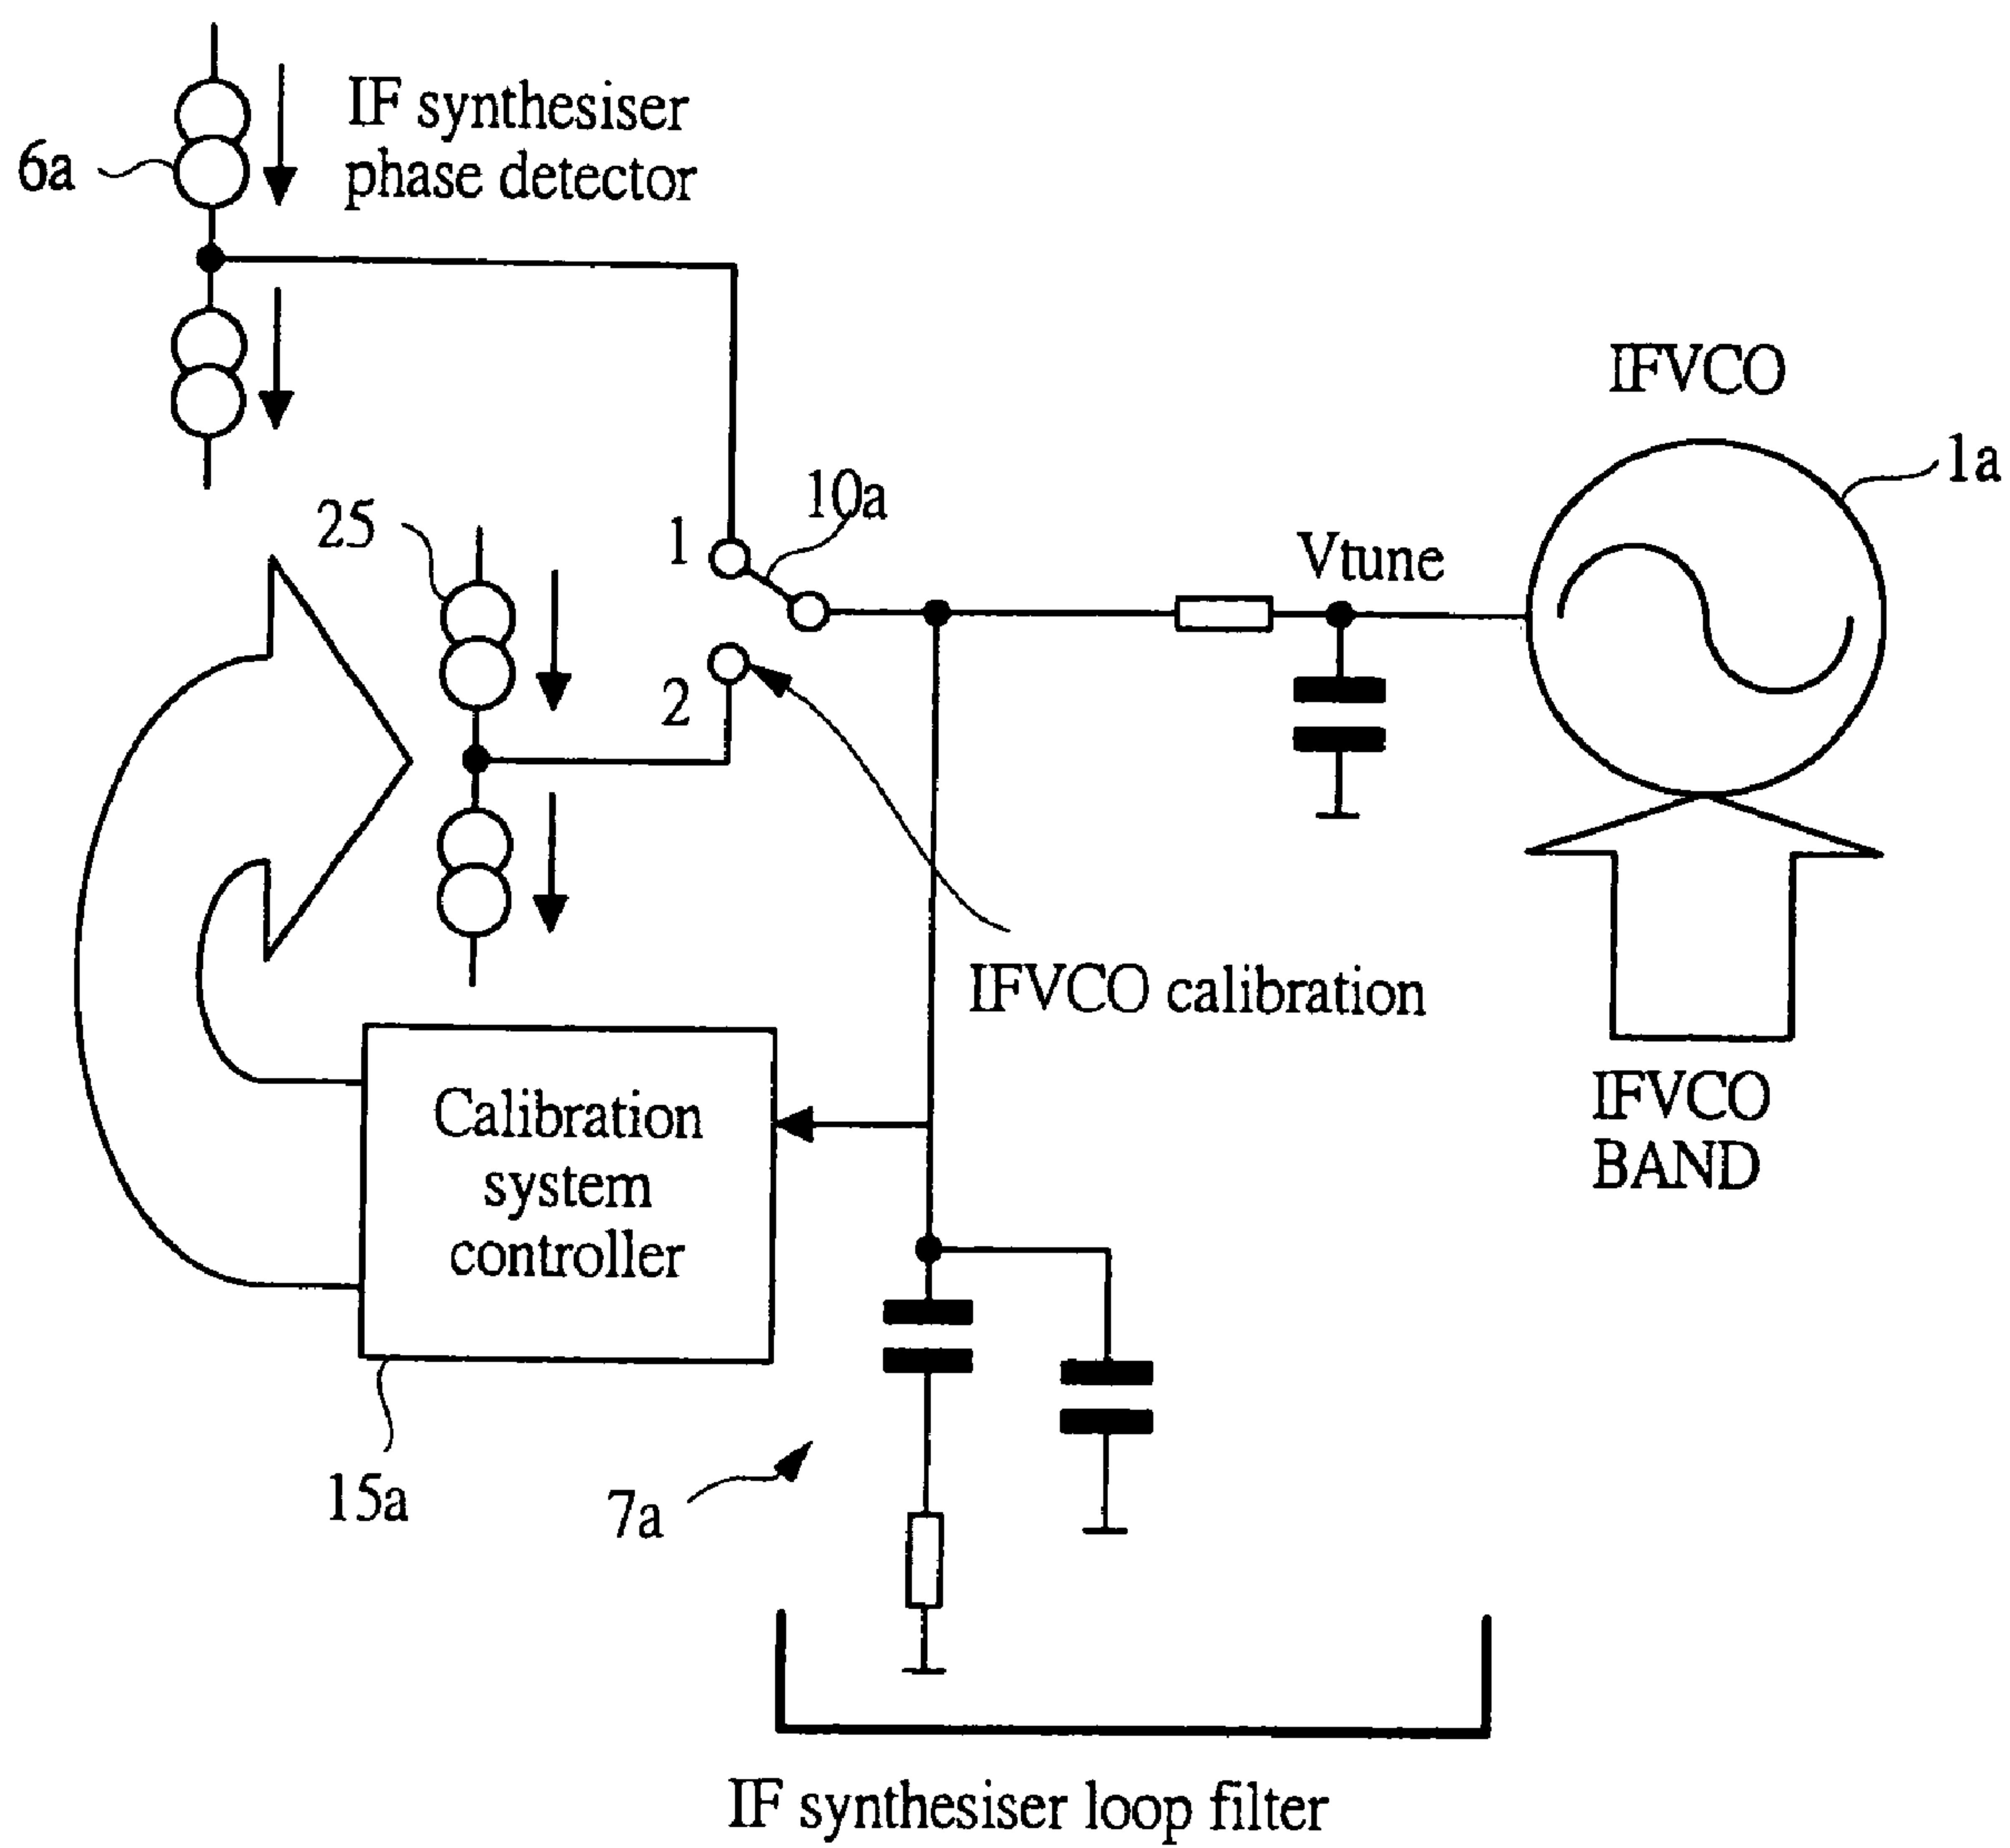 6a
IF synthesiser
phase detector
IFVCO
1a
25
1
10a
Vtune
2
IFVCO calibration
IFVCO
BAND
Calibration
system
controller
15a
7a
IF synthesiser loop filter